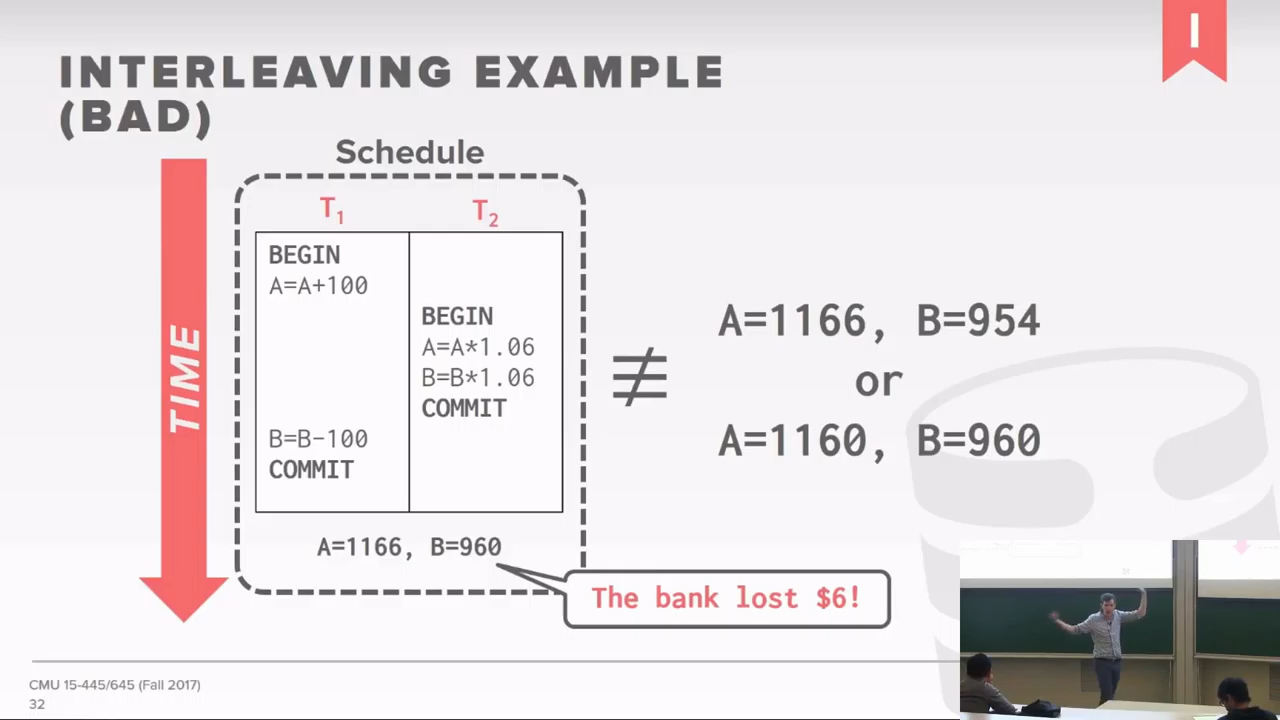 I
INTERLEAVING EXAMPLE
(BAD)
Schedule
TIME
T1
T2
BEGIN
A=A+100
BEGIN
A=A*1.06
B=B*1.06
COMMIT
B=B-100
COMMIT
A=1166, B=960
≢
A=1166, B=954
or
A=1160, B=960
The bank lost $6!
CMU 15-445/645 (Fall 2017)
32